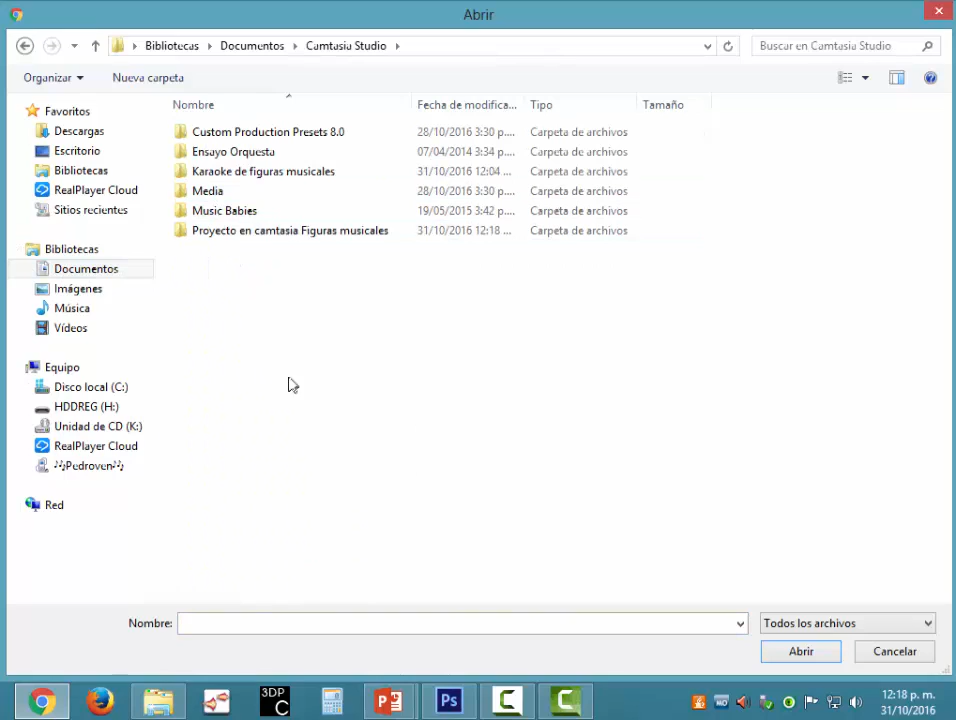 Abrir
Bibliotecas Documentos Camtasia Studio
Buscar en Camtasia Studio
Organizar Nueva carpeta
Nombre Fecha de modifica... Tipo Tamaño
Custom Production Presets 8.0 28/10/2016 3:30 p.... Carpeta de archivos
Ensayo Orquesta 07/04/2014 3:34 p.... Carpeta de archivos
Karaoke de figuras musicales 31/10/2016 12:04 ... Carpeta de archivos
Media 28/10/2016 3:30 p.... Carpeta de archivos
Music Babies 19/05/2015 3:42 p.... Carpeta de archivos
Proyecto en camtasia Figuras musicales 31/10/2016 12:18 ... Carpeta de archivos
Favoritos
Descargas
Escritorio
Bibliotecas
RealPlayer Cloud
Sitios recientes
Bibliotecas
Documentos
Imágenes
Música
Vídeos
Equipo
Disco local (C:)
HDDREG (H:)
Unidad de CD (K:)
RealPlayer Cloud
🎶Pedroven🎶
Red
Nombre:
Todos los archivos
Abrir Cancelar
3DP
C
Ps
12:18 p. m.
31/10/2016